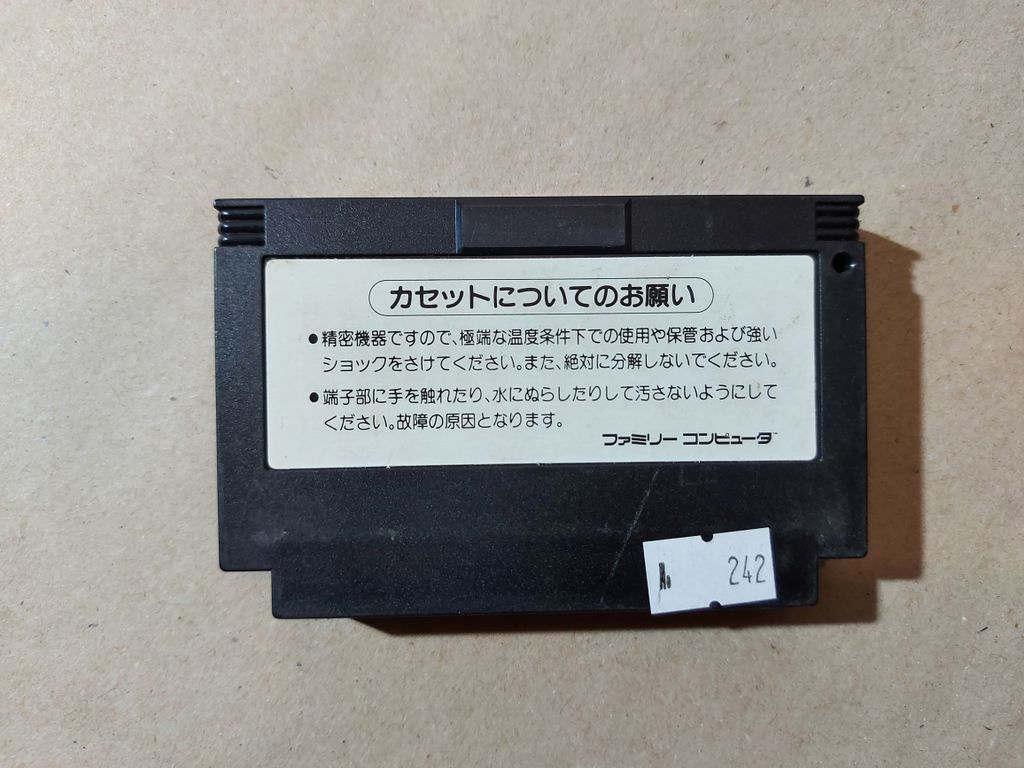 カセットについてのお願い
●精密機器ですので、極端な温度条件下での使用や保管および強い
ショックをさけてください。また、絶対に分解しないでください。
●端子部に手を触れたり、水にぬらしたりして汚さないようにして
ください。故障の原因となります。
ファミリー コンピュータ™
242